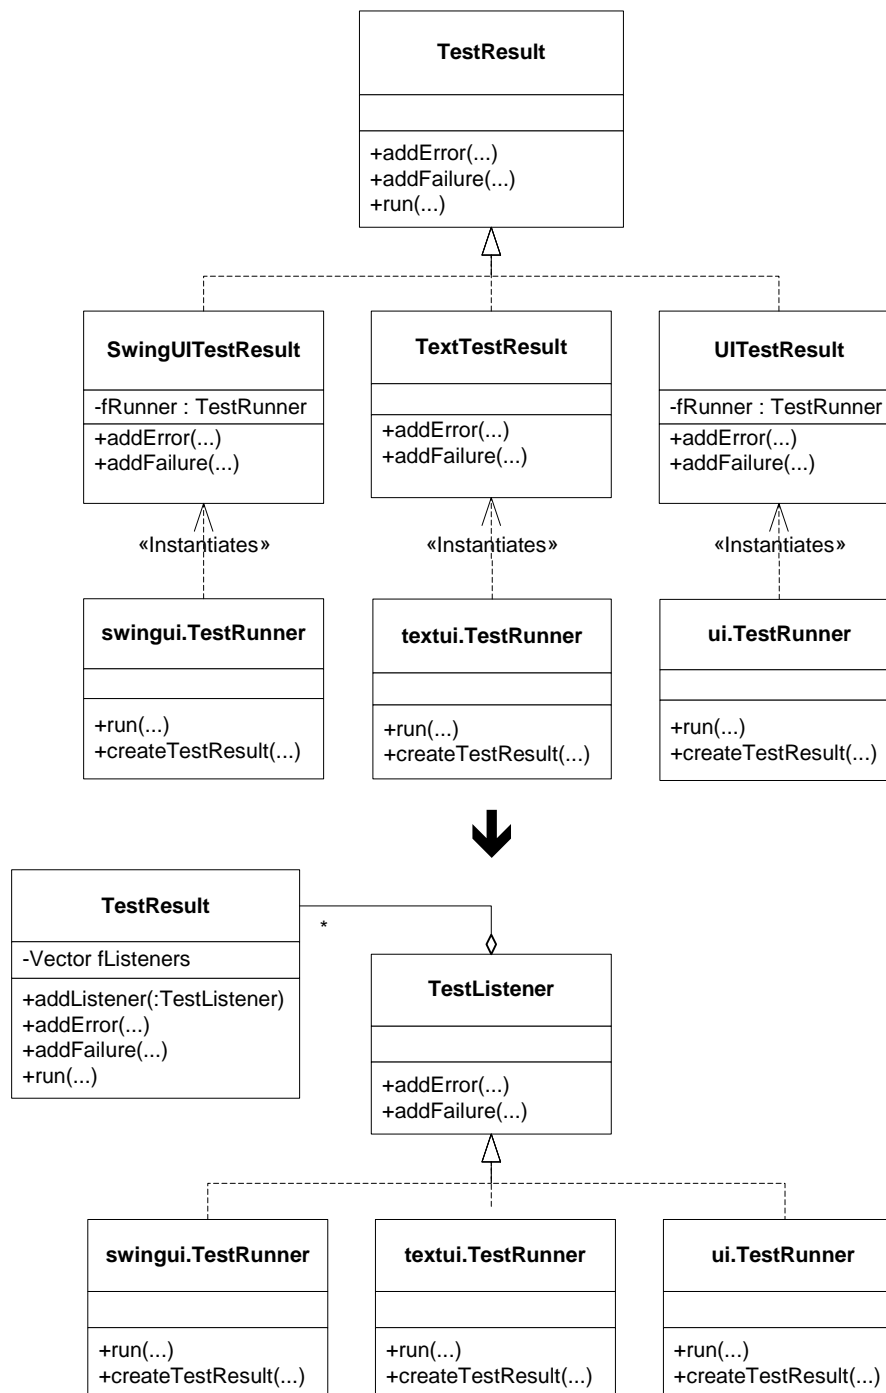 TestResult
+addError(...)
+addFailure(...)
+run(...)
SwingUITestResult
-fRunner : TestRunner
+addError(...)
+addFailure(...)
TextTestResult
+addError(...)
+addFailure(...)
UITestResult
-fRunner : TestRunner
+addError(...)
+addFailure(...)
«Instantiates»
«Instantiates»
«Instantiates»
swingui.TestRunner
+run(...)
+createTestResult(...)
textui.TestRunner
+run(...)
+createTestResult(...)
ui.TestRunner
+run(...)
+createTestResult(...)
TestResult
-Vector fListeners
+addListener(:TestListener)
+addError(...)
+addFailure(...)
+run(...)
*
TestListener
+addError(...)
+addFailure(...)
swingui.TestRunner
+run(...)
+createTestResult(...)
textui.TestRunner
+run(...)
+createTestResult(...)
ui.TestRunner
+run(...)
+createTestResult(...)